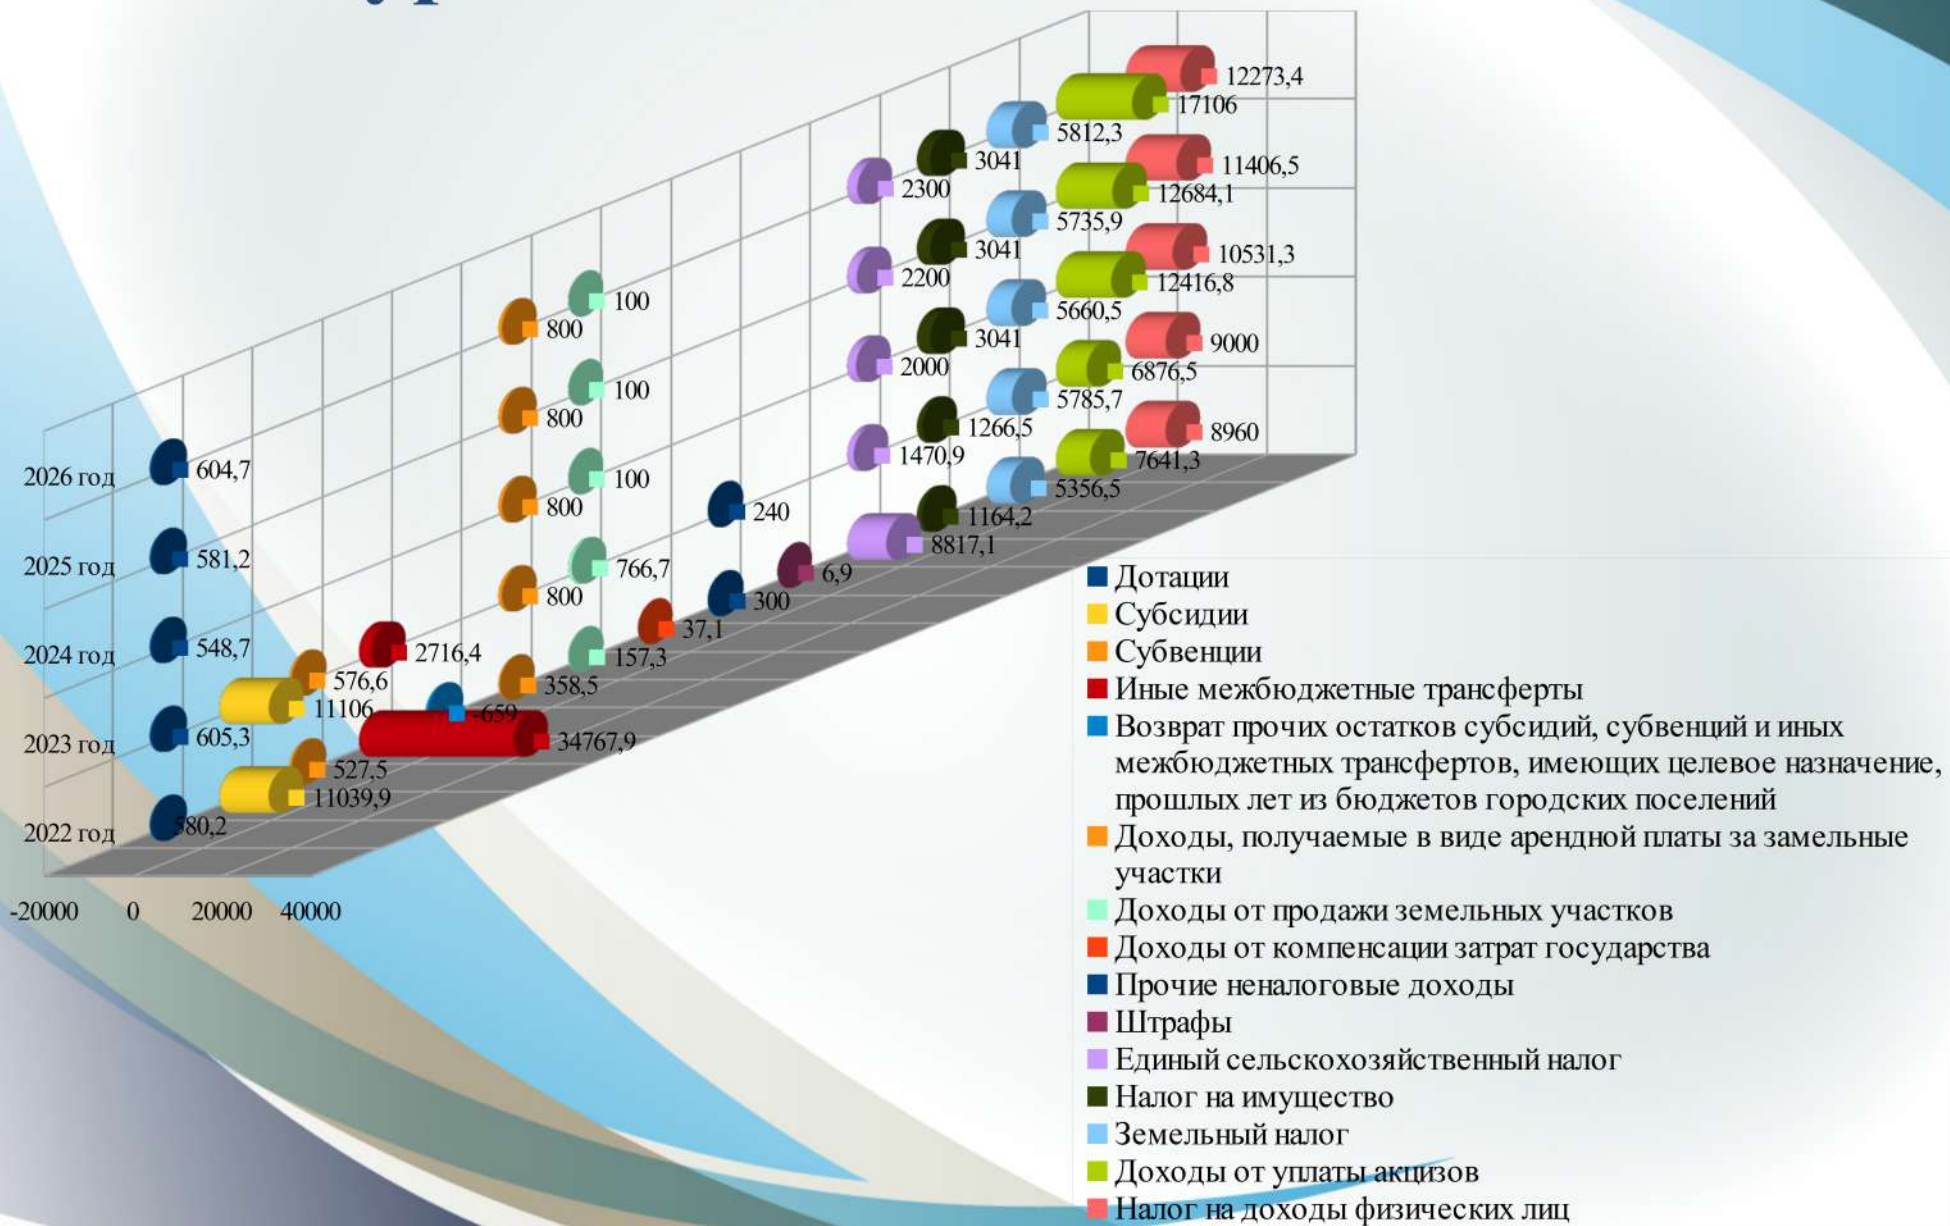 12273,4
17106
5812,3
3041
2300
11406,5
12684,1
5735,9
3041
2200
10531,3
12416,8
5660,5
3041
2000
9000
6876,5
5785,7
1266,5
1470,9
8960
7641,3
5356,5
1164,2
8817,1
100
800
100
800
100
800
240
766,7
800
6,9
300
37,1
157,3
358,5
2026 год
604,7
2025 год
581,2
2024 год
548,7
2716,4
576,6
11106
-659
2023 год
605,3
34767,9
527,5
11039,9
2022 год
580,2
-20000 0 20000 40000
Дотации
Субсидии
Субвенции
Иные межбюджетные трансферты
Возврат прочих остатков субсидий, субвенций и иных
межбюджетных трансфертов, имеющих целевое назначение,
прошлых лет из бюджетов городских поселений
Доходы, получаемые в виде арендной платы за замельные
участки
Доходы от продажи земельных участков
Доходы от компенсации затрат государства
Прочие неналоговые доходы
Штрафы
Единый сельскохозяйственный налог
Налог на имущество
Земельный налог
Доходы от уплаты акцизов
Налог на доходы физических лиц